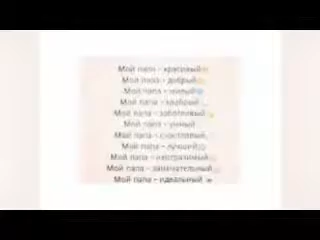 Мой папа - красивый
Мой папа - добрый
Мой папа - милый
Мой папа - храбрый
Мой папа - заботливый
Мой папа - умный
Мой папа - счастливый
Мой папа - лучший
Мой папа - неотразимый
Мой папа - замечательный
Мой папа - идеальный